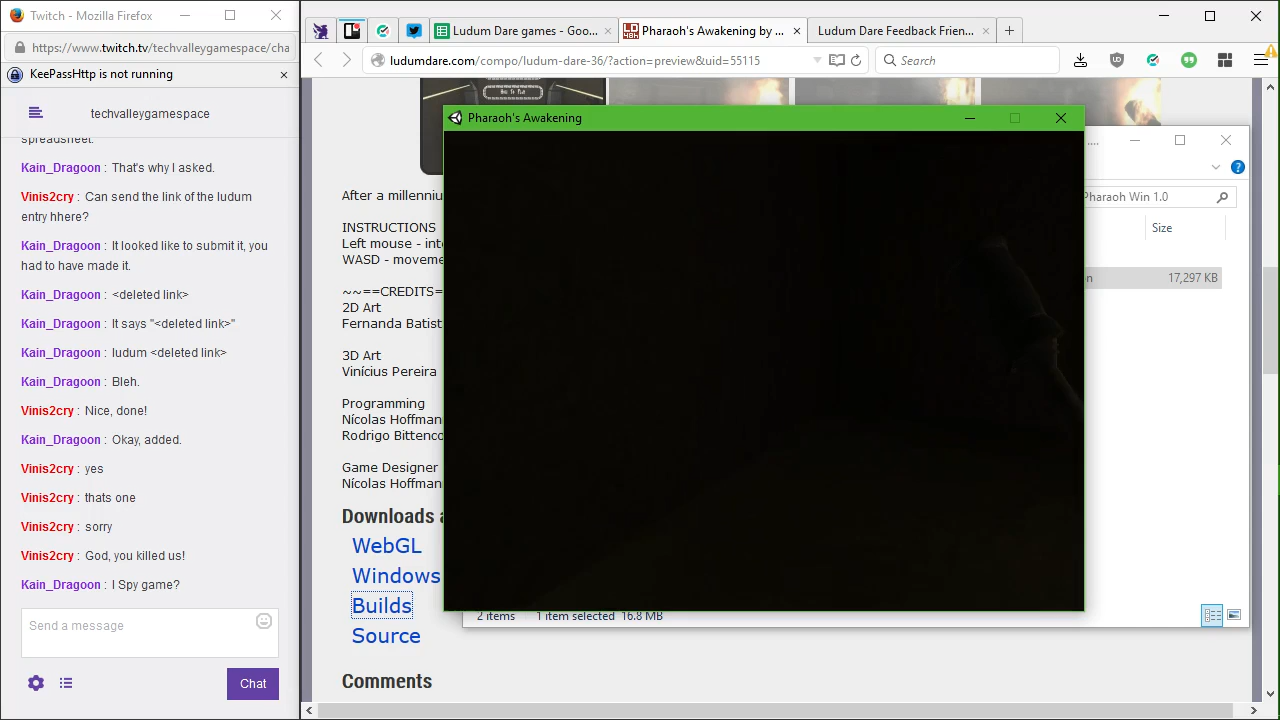 Twitch - Mozilla Firefox
https://www.twitch.tv/techvalleygamespace/cha
KeePassHttp is not running
techvalleygamespace
spreadsheet.
Kain_Dragoon : That's why I asked.
Vinis2cry : Can send the link of the ludum
entry hhere?
Kain_Dragoon : It looked like to submit it, you
had to have made it.
Kain_Dragoon : <deleted link>
Kain_Dragoon : It says "<deleted link>"
Kain_Dragoon : ludum <deleted link>
Kain_Dragoon : Bleh.
Vinis2cry : Nice, done!
Kain_Dragoon : Okay, added.
Vinis2cry : yes
Vinis2cry : thats one
Vinis2cry : sorry
Vinis2cry : God, you killed us!
Kain_Dragoon : I Spy game?
Send a message
Chat
Ludum Dare games - Goo...
Pharaoh's Awakening by ...
Ludum Dare Feedback Frien...
ludumdare.com/compo/ludum-dare-36/?action=preview&uid=55115
Search
Pharaoh's Awakening
After a millenniu
INSTRUCTIONS
Left mouse - inte
WASD - moveme
~~==CREDITS=
2D Art
Fernanda Batist
3D Art
Vinícius Pereira
Programming
Nícolas Hoffman
Rodrigo Bittenco
Game Designer
Nícolas Hoffman
Downloads a
WebGL
Windows
Builds
Source
Comments
....
Pharaoh Win 1.0
Size
n
17,297 KB
2 items
1 item selected 16.8 MB